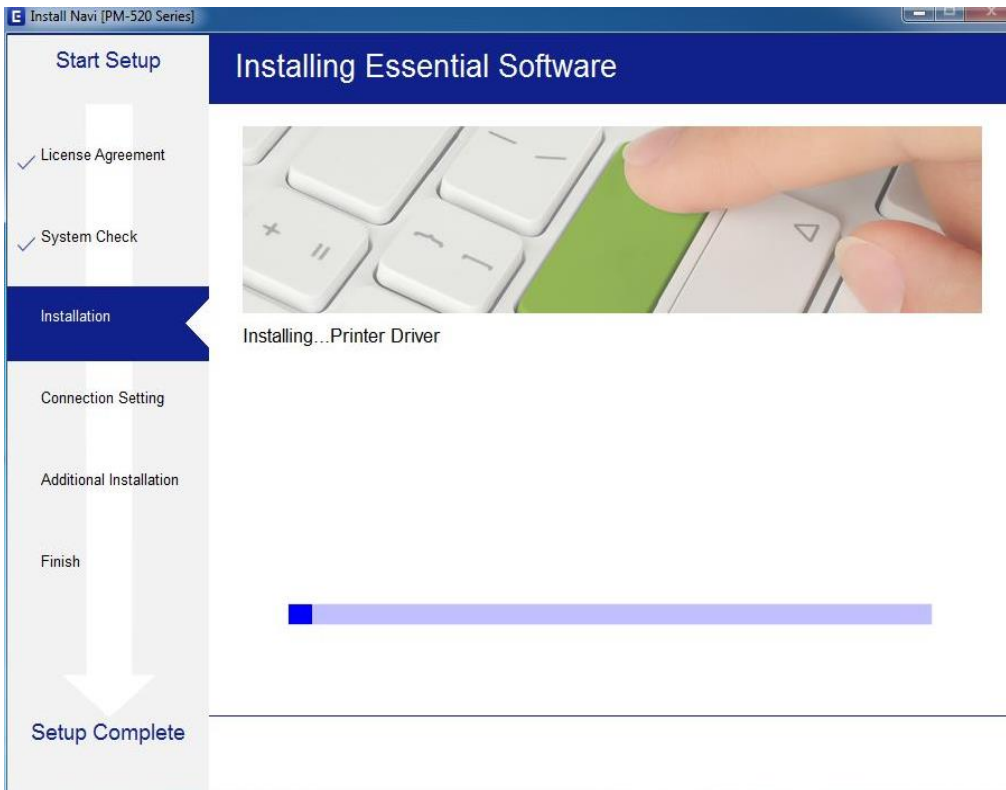 E Install Navi [PM-520 Series]
Start Setup
Installing Essential Software
License Agreement
System Check
Installation
Installing...Printer Driver
Connection Setting
Additional Installation
Finish
Setup Complete